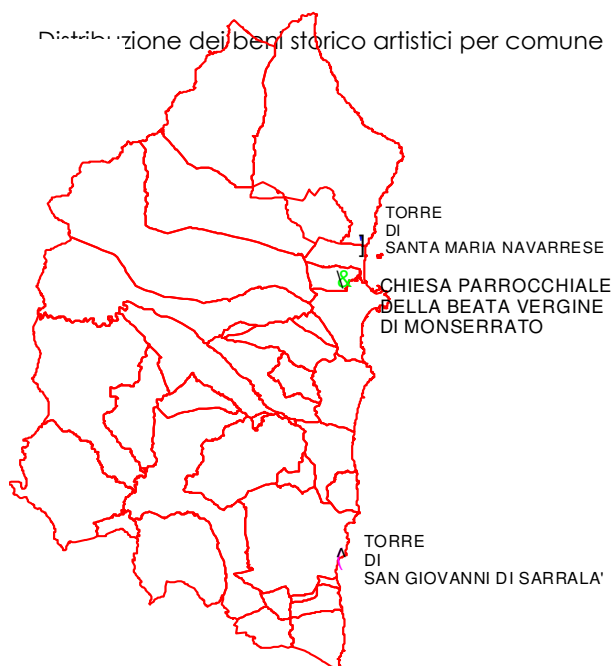 Distribuzione dei beni storico artistici per comune
TORRE
DI
SANTA MARIA NAVARRESE
CHIESA PARROCCHIALE
DELLA BEATA VERGINE
DI MONSERRATO
TORRE
DI
SAN GIOVANNI DI SARRALA'